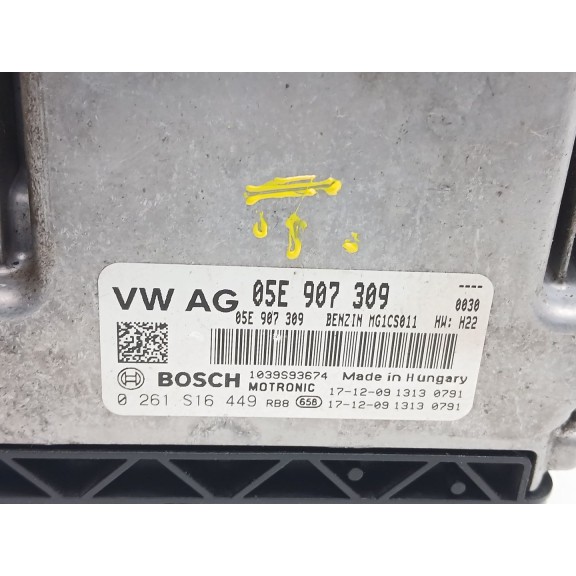 VW AG 05E 907 309 ----
05E 907 309 BENZIN MG1CS011 0030
HW: H22
BOSCH 1039S93674 Made in Hungary
MOTRONIC 17-12-09 1313 0791
0 261 S16 449 RB8 658 17-12-09 1313 0791